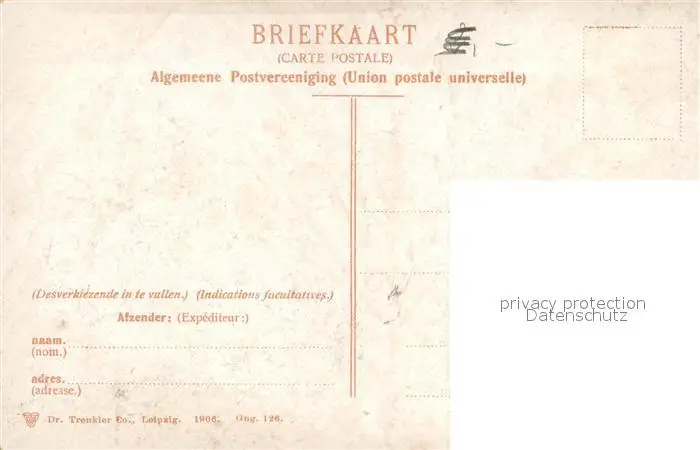 BRIEFKAART
(CARTE POSTALE)
Algemeene Postvereeniging (Union postale universelle)
(Desverkiezende in te vullen.) (Indications facultatives.)
Afzender: (Expéditeur:)
naam.
(nom.)
adres.
(adresse.)
Dr. Trenkler Co., Leipzig. 1906. Gng. 126.
privacy protection
Datenschutz